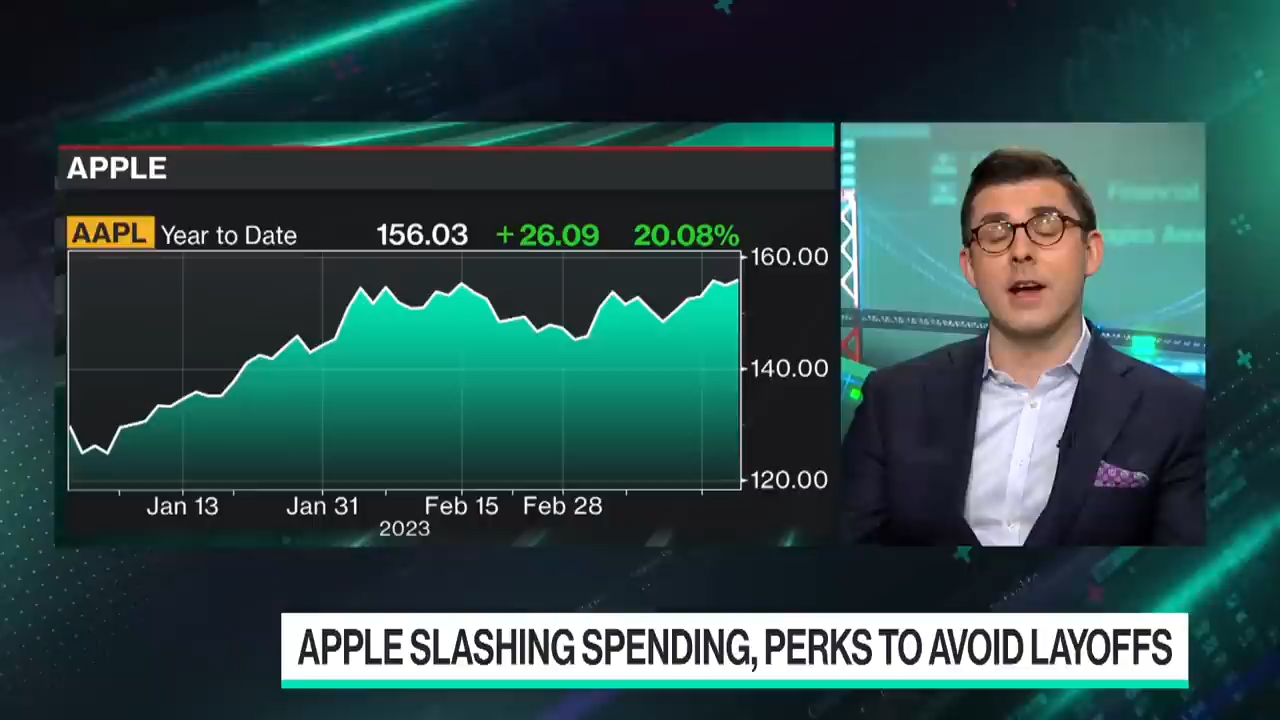 APPLE
AAPL Year to Date 156.03 +26.09 20.08%
160.00
140.00
120.00
Jan 13 Jan 31 Feb 15 Feb 28
2023
Financial
APPLE SLASHING SPENDING, PERKS TO AVOID LAYOFFS